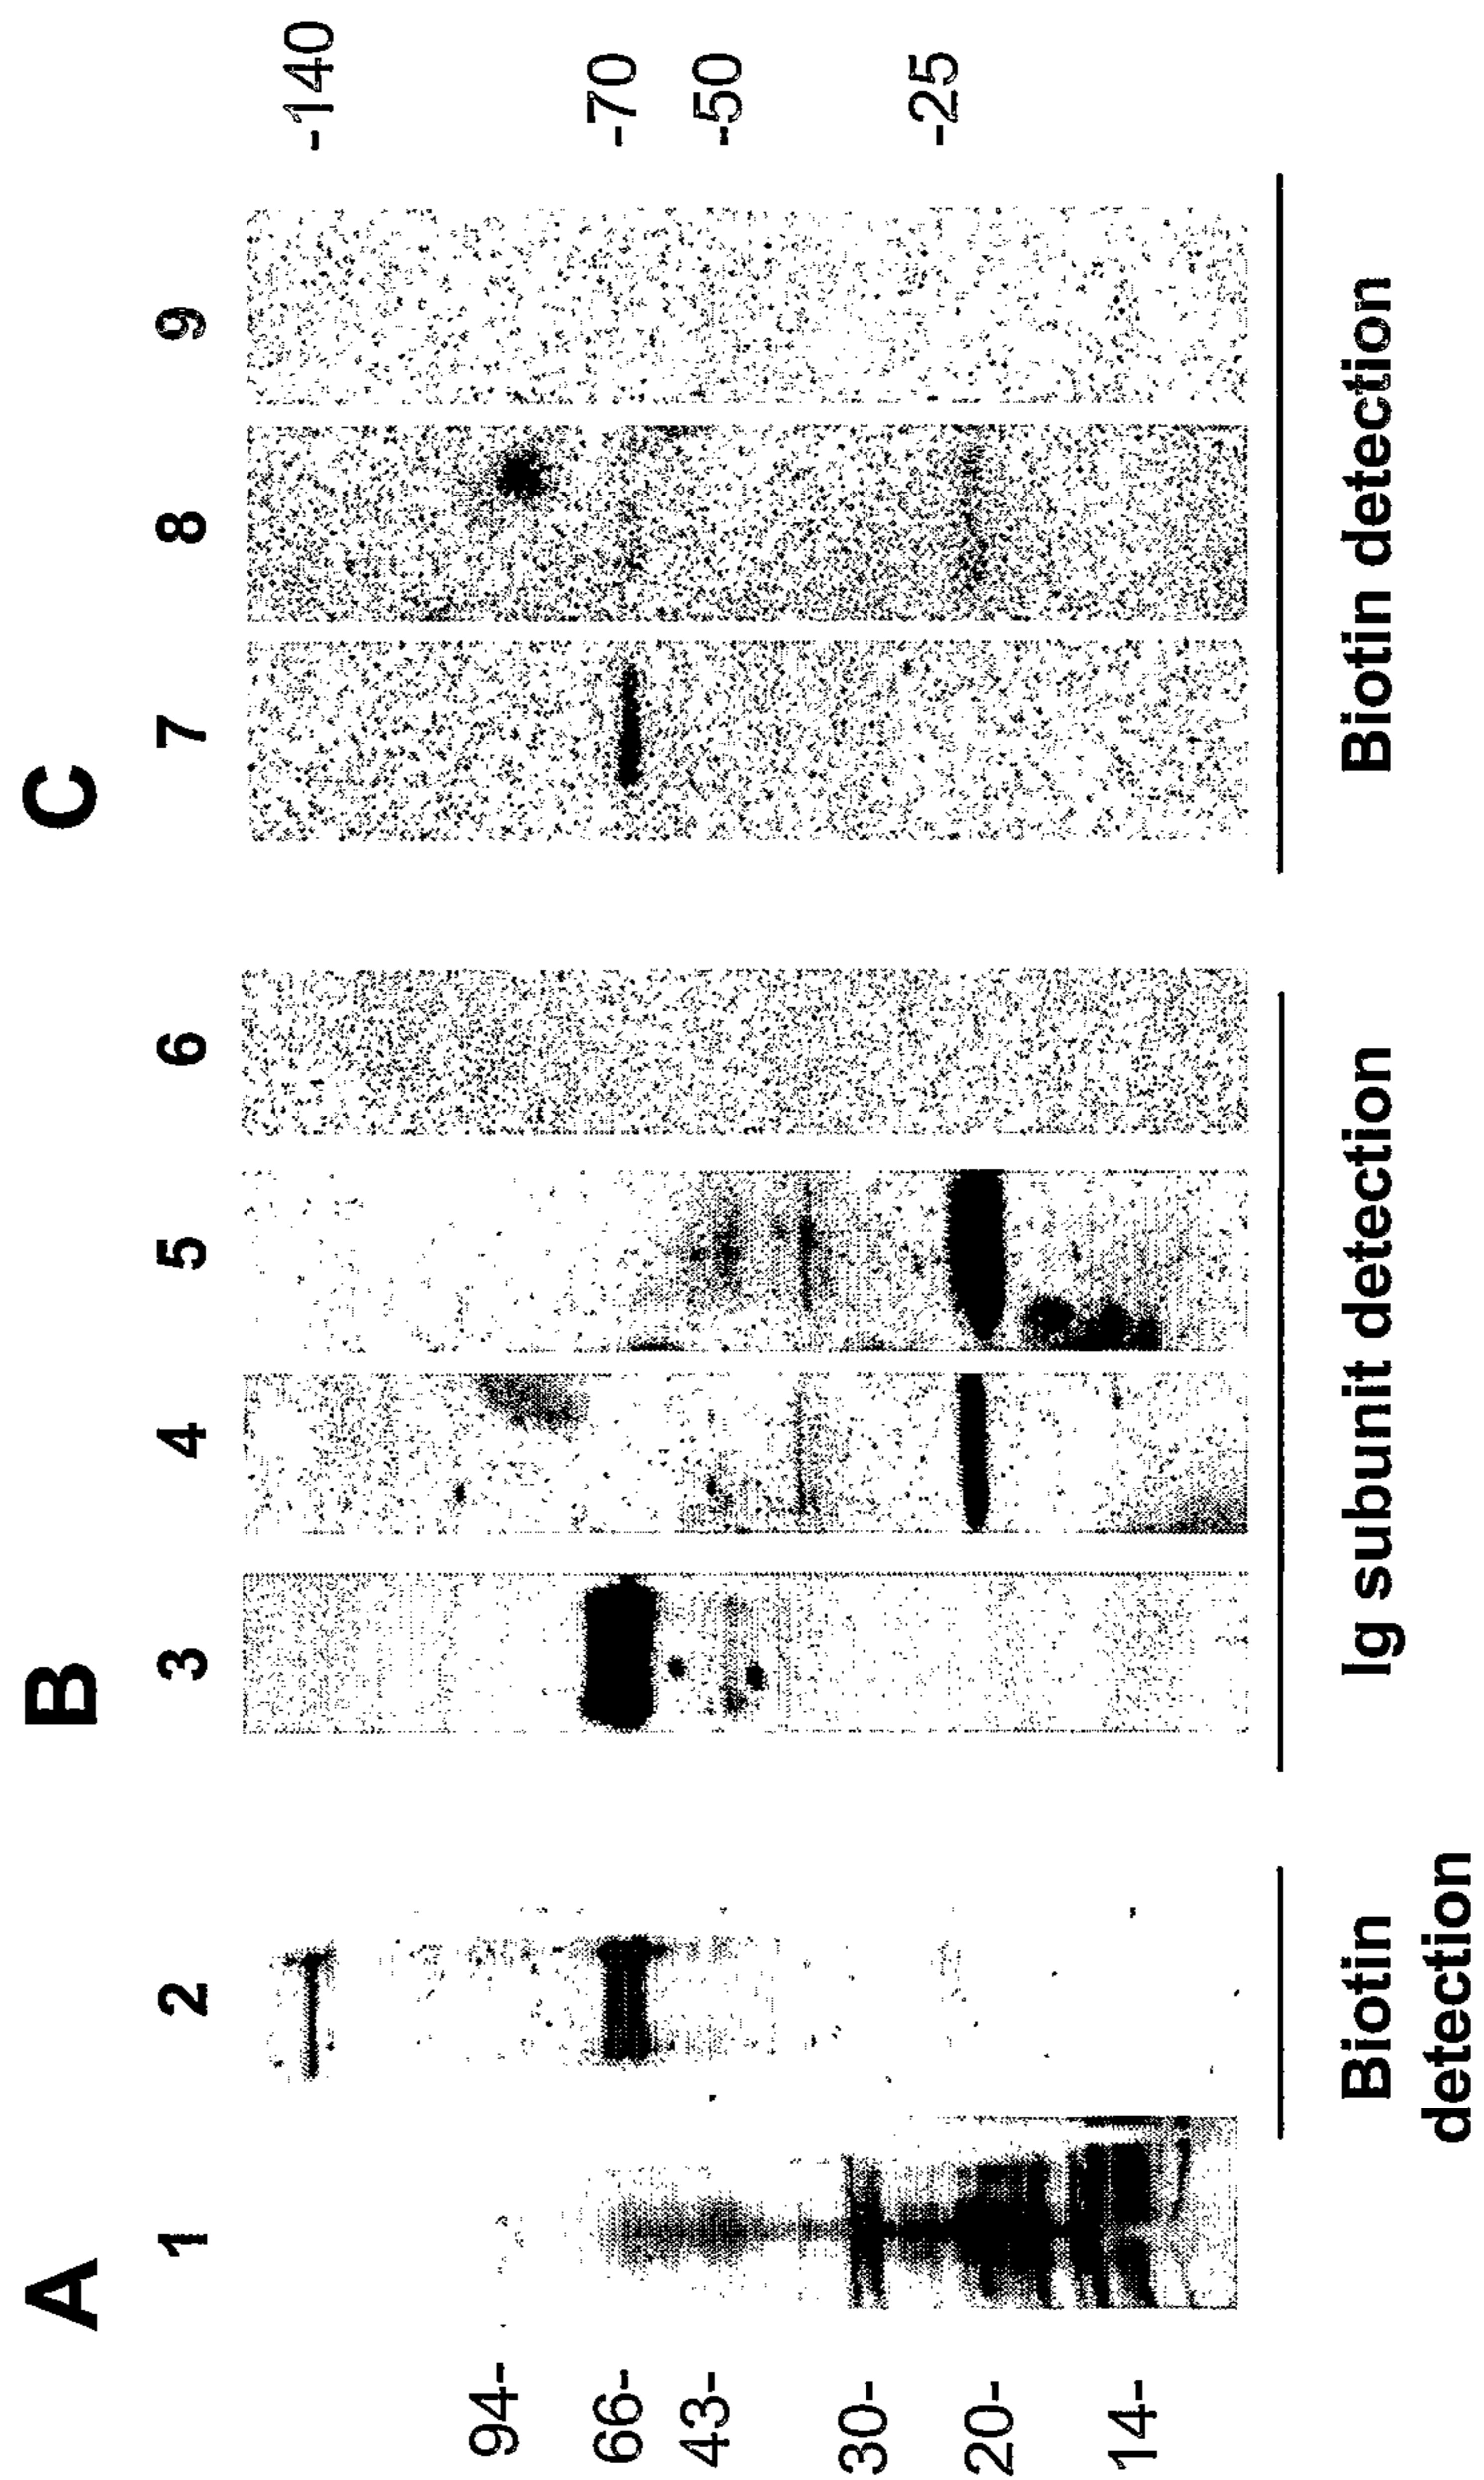 A B C
1 2 3 4 5 6 7 8 9
94-
66-
43-
30-
20-
14-
-140
-70
-50
-25
Biotin
detection
Ig subunit detection
Biotin detection